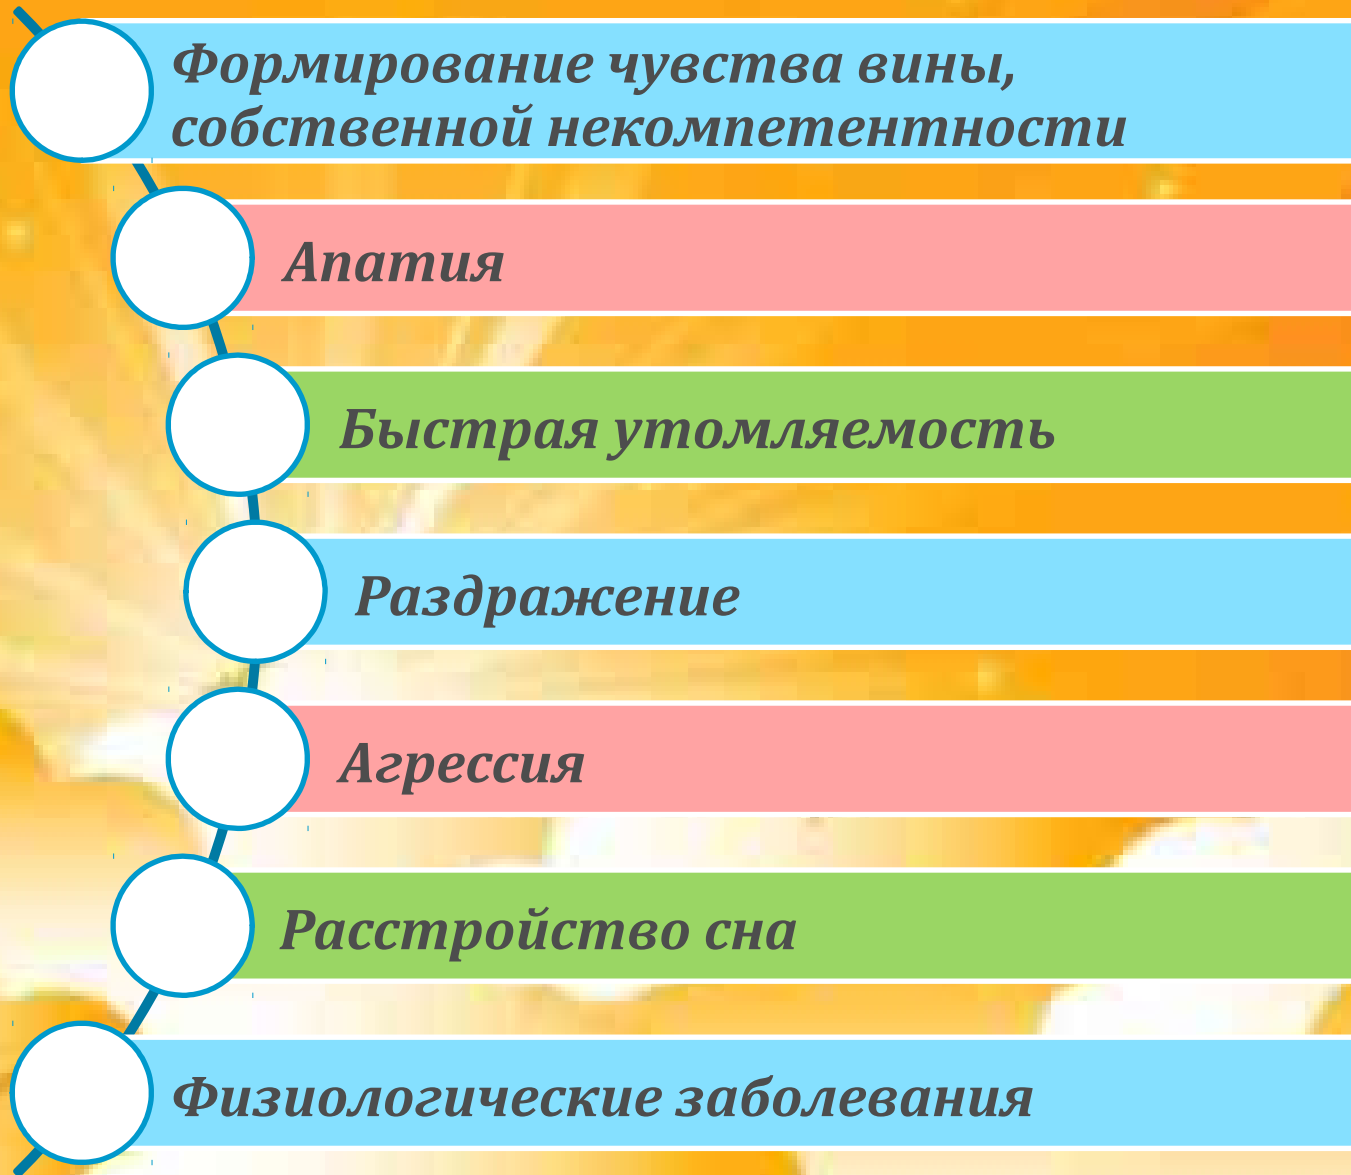 Формирование чувства вины,
собственной некомпетентности
Апатия
Быстрая утомляемость
Раздражение
Агрессия
Расстройство сна
Физиологические заболевания